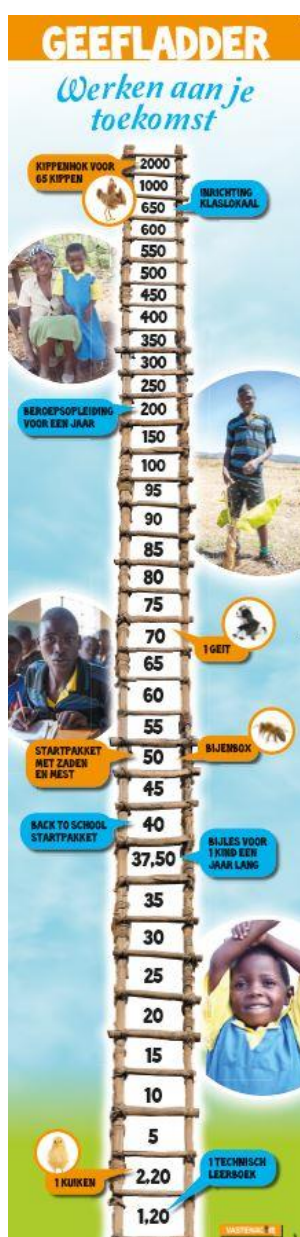 GEEFLADDER
Werken aan je
toekomst
KIPPENHOK VOOR
65 KIPPEN
2000
1000
650
INRICHTING
KLASLOKAAL
600
550
500
450
400
350
300
250
BEROEPSOPLEIDING
VOOR EEN JAAR
200
150
100
95
90
85
80
75
70
1 GEIT
65
60
55
STARTPAKKET
MET ZADEN
EN MEST
50
BIJENBOX
45
BACK TO SCHOOL
STARTPAKKET
40
37,50
BIJLES VOOR
1 KIND EEN
JAAR LANG
35
30
25
20
15
10
5
1 KUIKEN
2,20
1 TECHNISCH
LEERBOEK
1,20